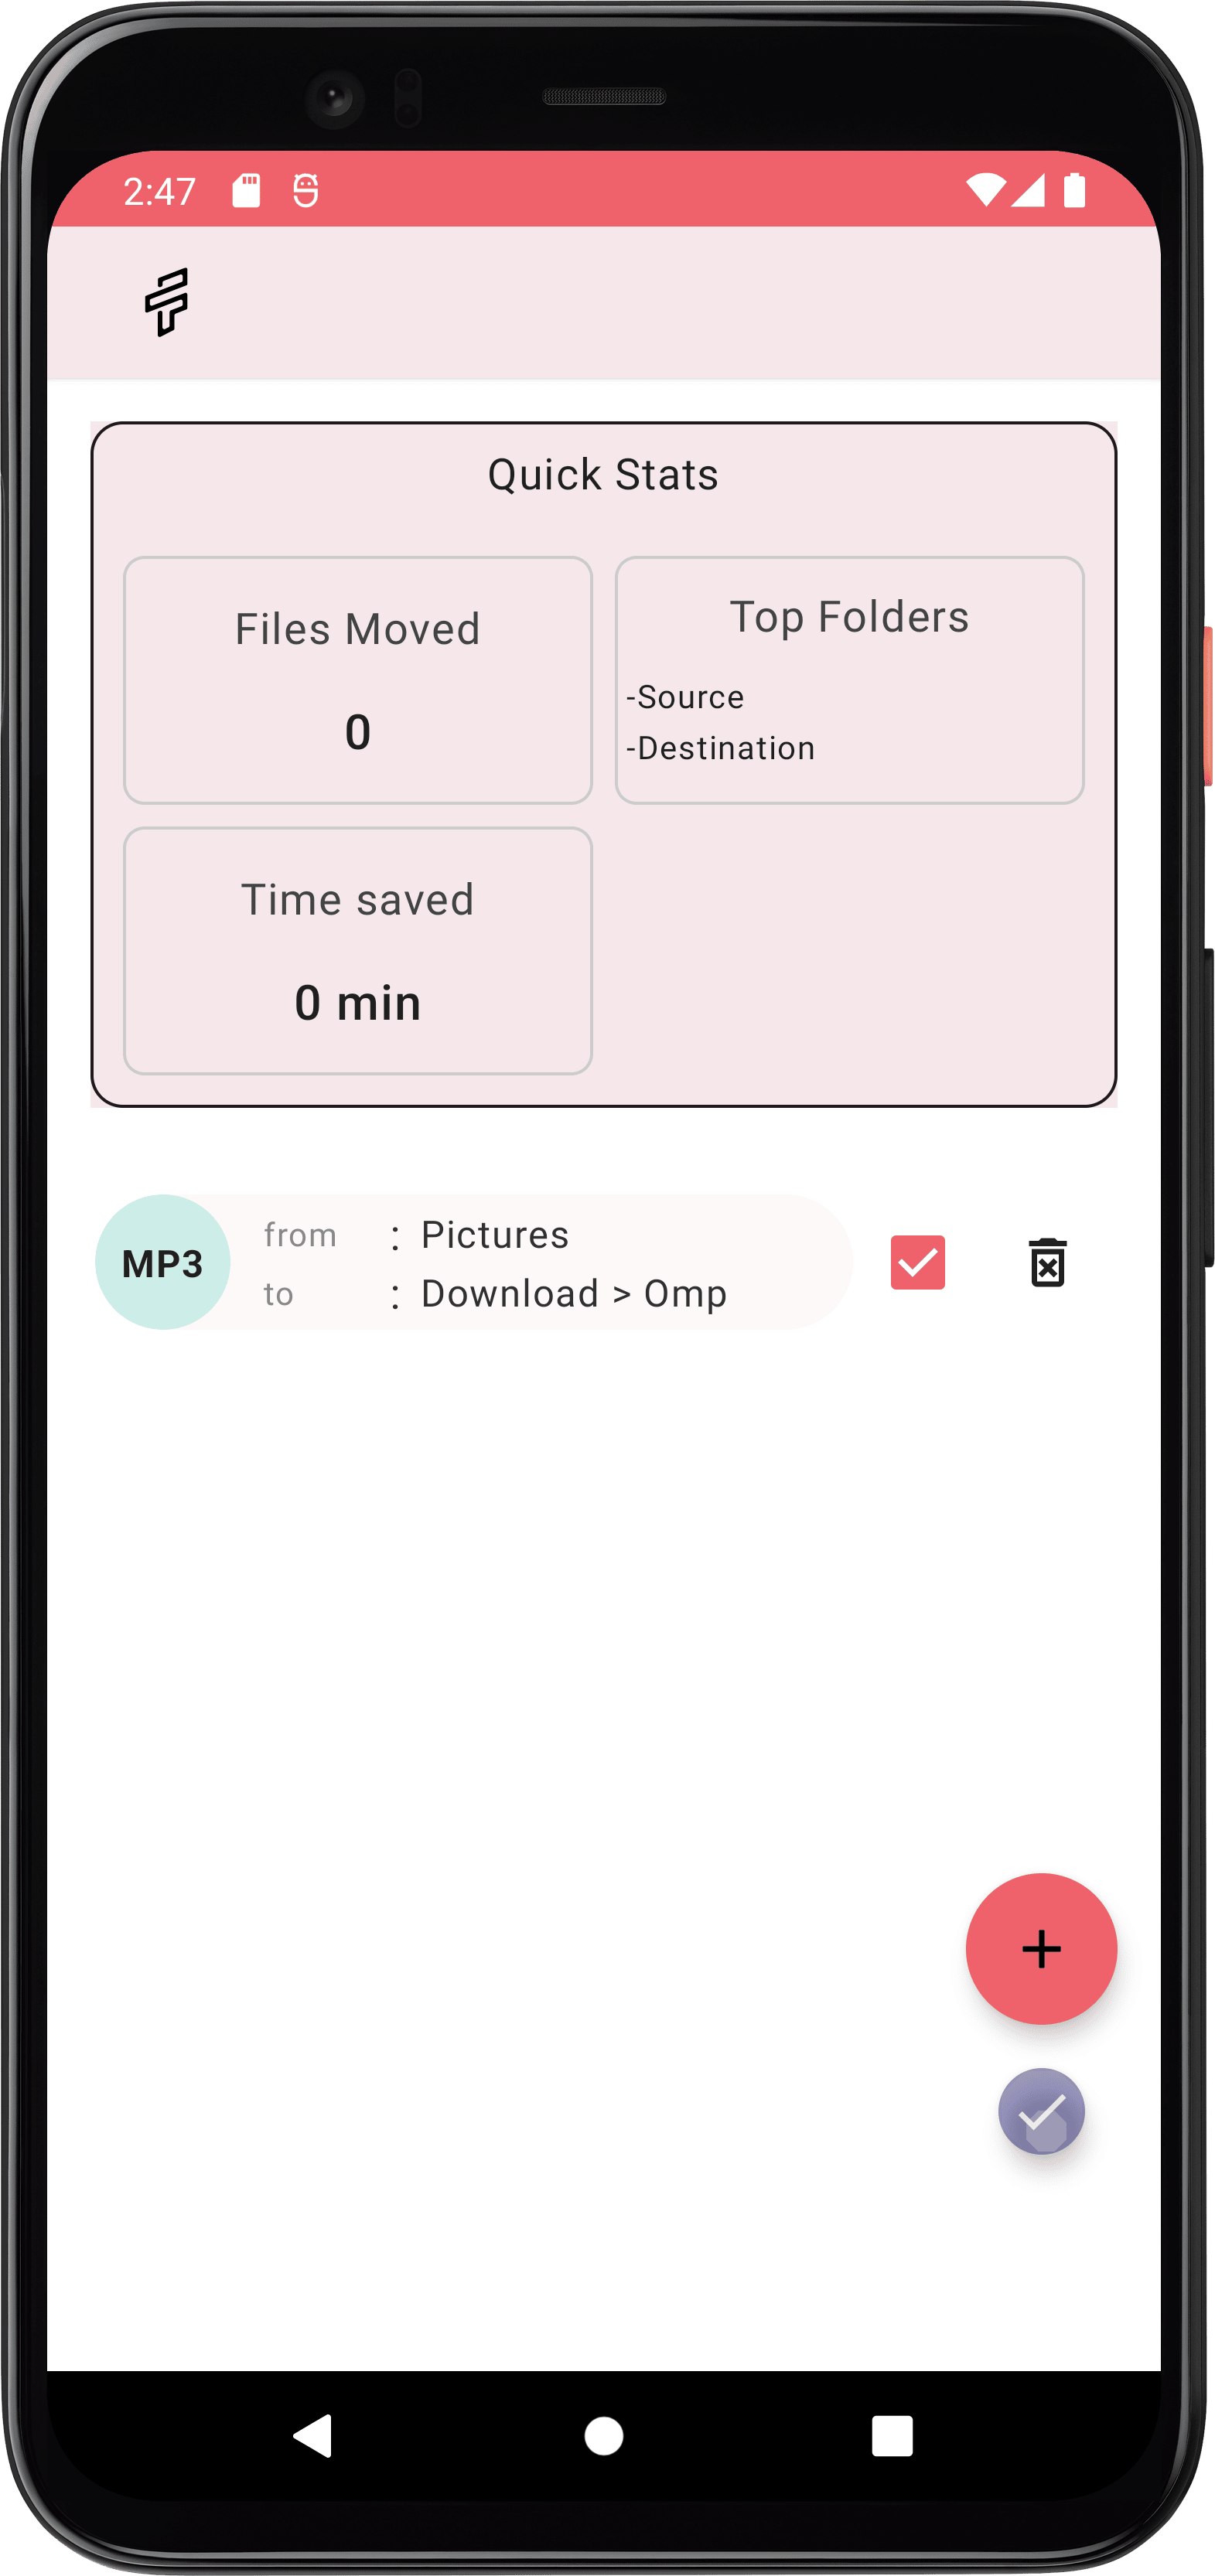 2:47
Quick Stats
Files Moved
0
Top Folders
-Source
-Destination
Time saved
0 min
MP3
from : Pictures
to : Download > Omp